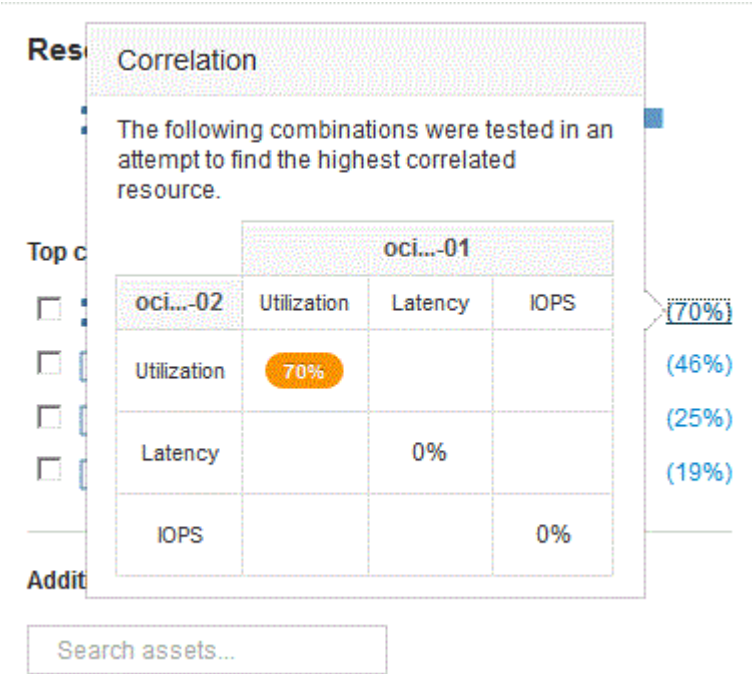 Correlation
The following combinations were tested in an
attempt to find the highest correlated
resource.
Top c
oci...-01
oci...-02 Utilization Latency IOPS
(70%)
Utilization 70%
(46%)
(25%)
Latency 0%
(19%)
IOPS 0%
Addit
Search assets...